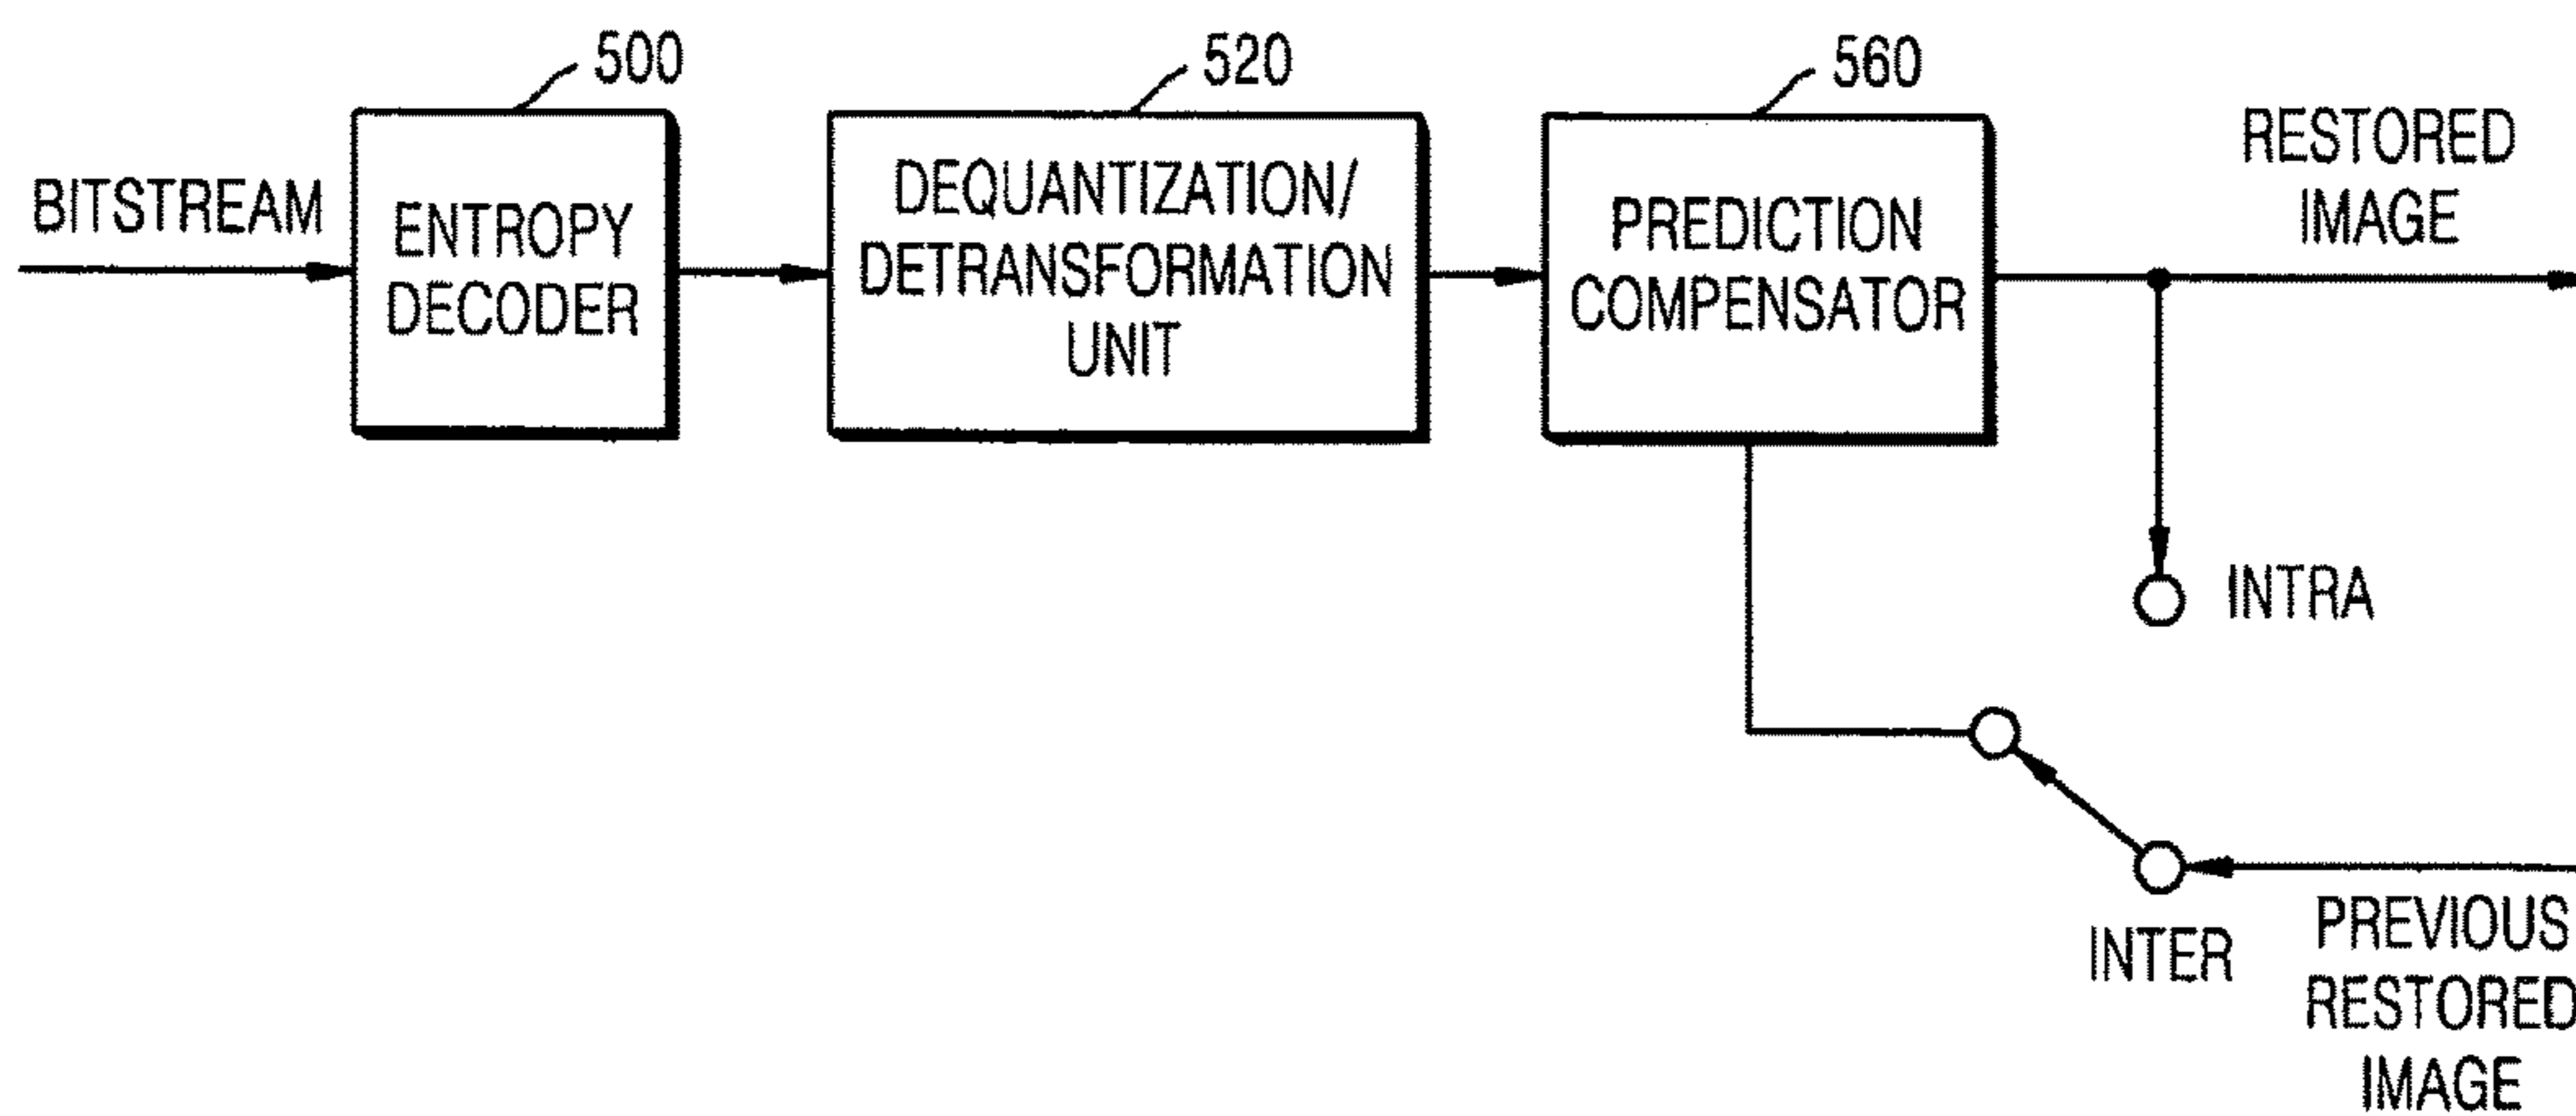 500
520
560
BITSTREAM
ENTROPY
DECODER
DEQUANTIZATION/
DETRANSFORMATION
UNIT
PREDICTION
COMPENSATOR
RESTORED
IMAGE
INTRA
INTER
PREVIOUS
RESTORED
IMAGE